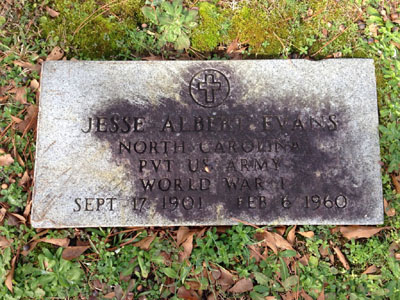 JESSE ALBERT EVANS
NORTH CAROLINA
PVT US ARMY
WORLD WAR I
SEPT 17 1901 FEB 6 1960